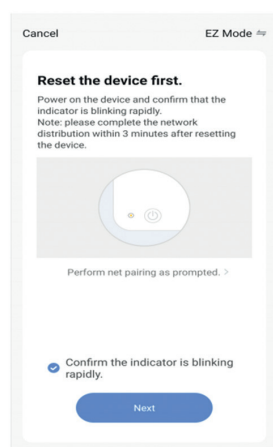 Cancel
EZ Mode
Reset the device first.
Power on the device and confirm that the
indicator is blinking rapidly.
Note: please complete the network
distribution within 3 minutes after resetting
the device.
Perform net pairing as prompted. >
Confirm the indicator is blinking
rapidly.
Next